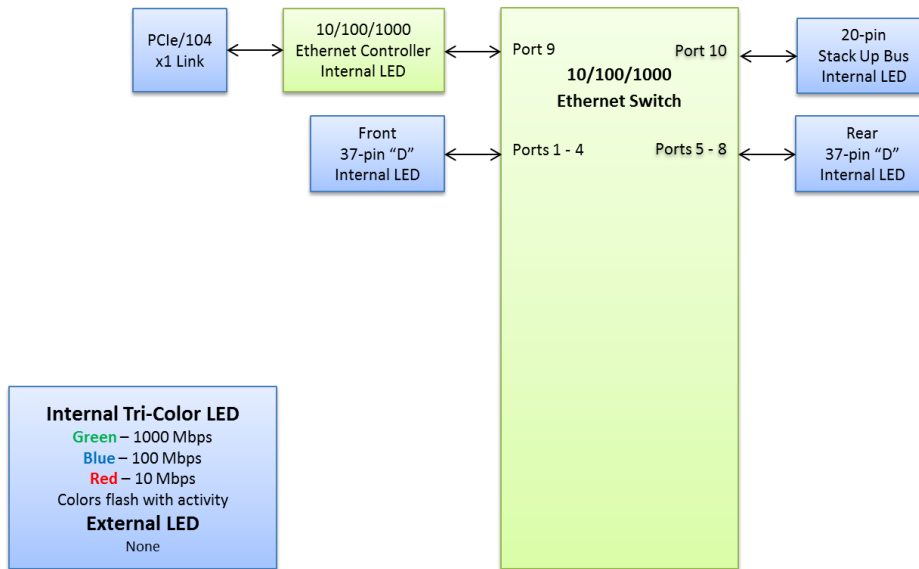 PCIe/104
x1 Link
10/100/1000
Ethernet Controller
Internal LED
Port 9
Port 10
10/100/1000
Ethernet Switch
20-pin
Stack Up Bus
Internal LED
Front
37-pin “D”
Internal LED
Ports 1 - 4
Ports 5 - 8
Rear
37-pin “D”
Internal LED
Internal Tri-Color LED
Green – 1000 Mbps
Blue – 100 Mbps
Red – 10 Mbps
Colors flash with activity
External LED
None